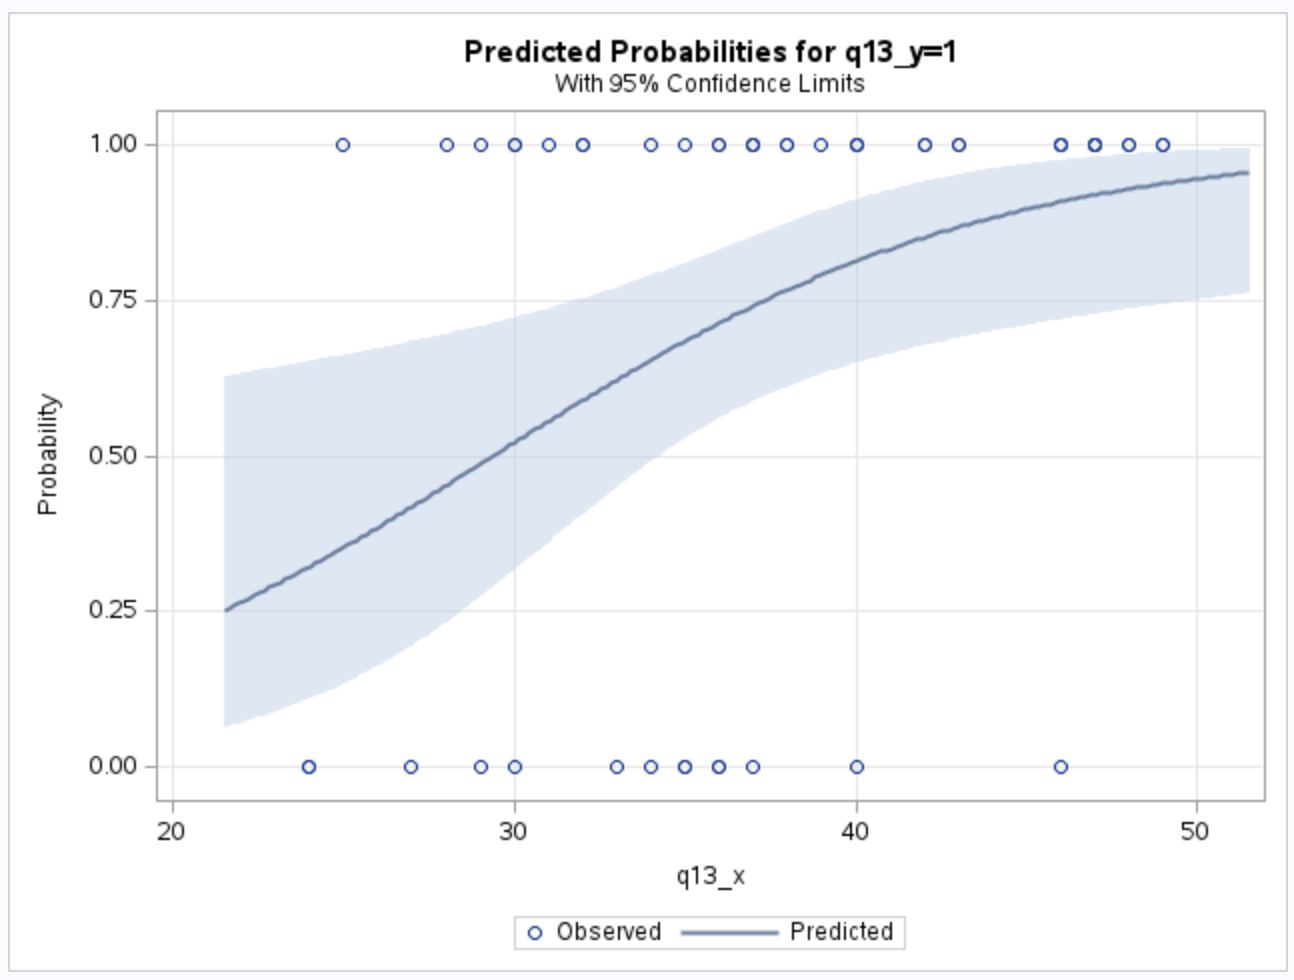 Predicted Probabilities for q13_y=1
With 95% Confidence Limits
1.00
0.75
0.50
0.25
0.00
Probability
20 30 40 50
q13_x
Observed Predicted